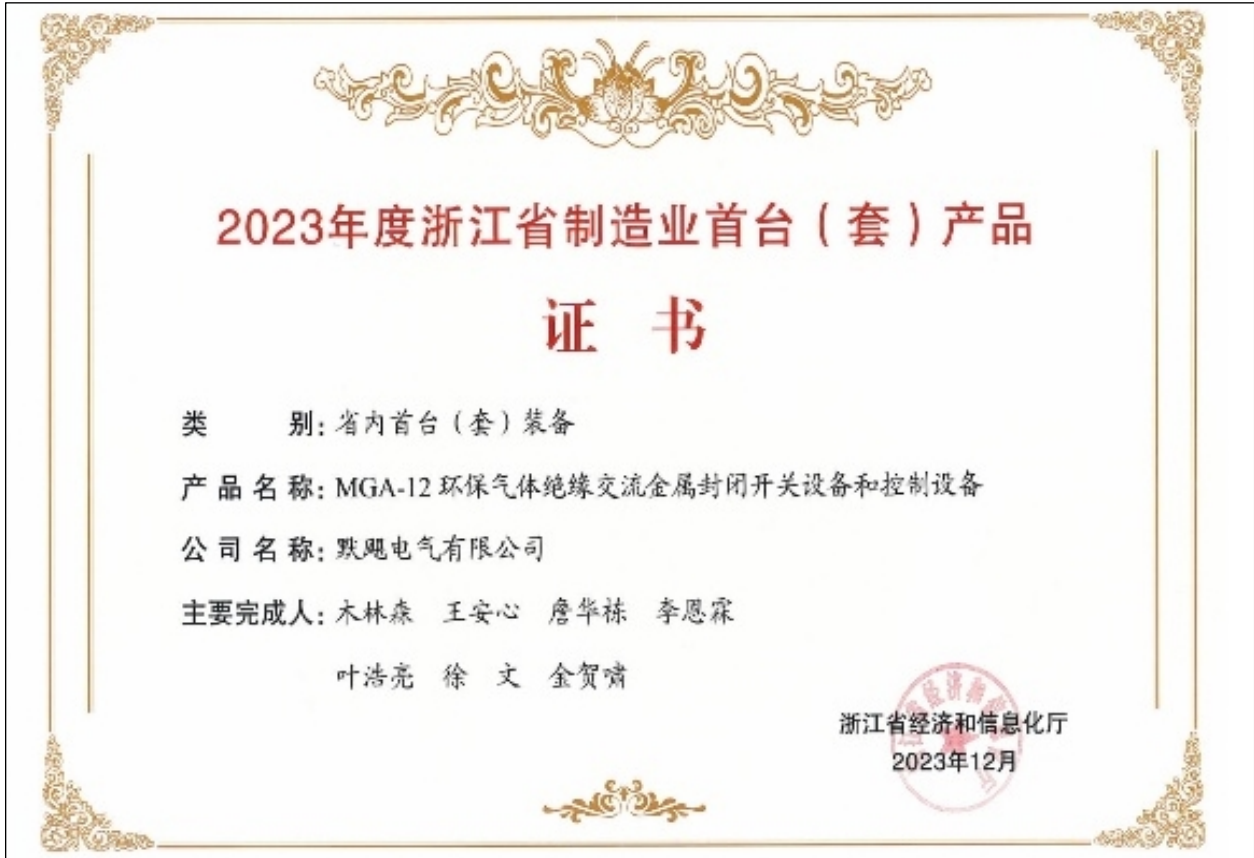 2023年度浙江省制造业首台（套）产品
证 书
类 别：省内首台（套）装备
产品名称：MGA-12 环保气体绝缘交流金属封闭开关设备和控制设备
公司名称：默飓电气有限公司
主要完成人：木林森 王安心 詹华栋 李恩霖
叶浩亮 徐 文 金贺啸
浙江省经济和信息化厅
2023年12月